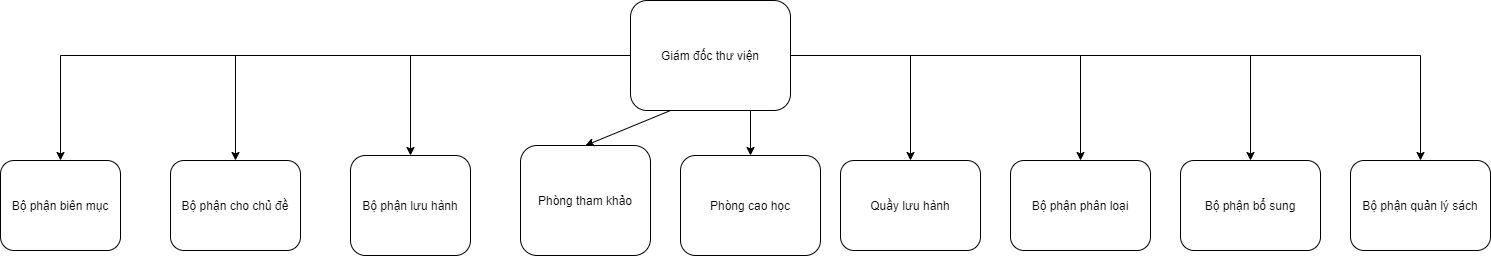 Giám đốc thư viện
Bộ phận biên mục
Bộ phận cho chủ đề
Bộ phận lưu hành
Phòng tham khảo
Phòng cao học
Quầy lưu hành
Bộ phận phân loại
Bộ phận bổ sung
Bộ phận quản lý sách